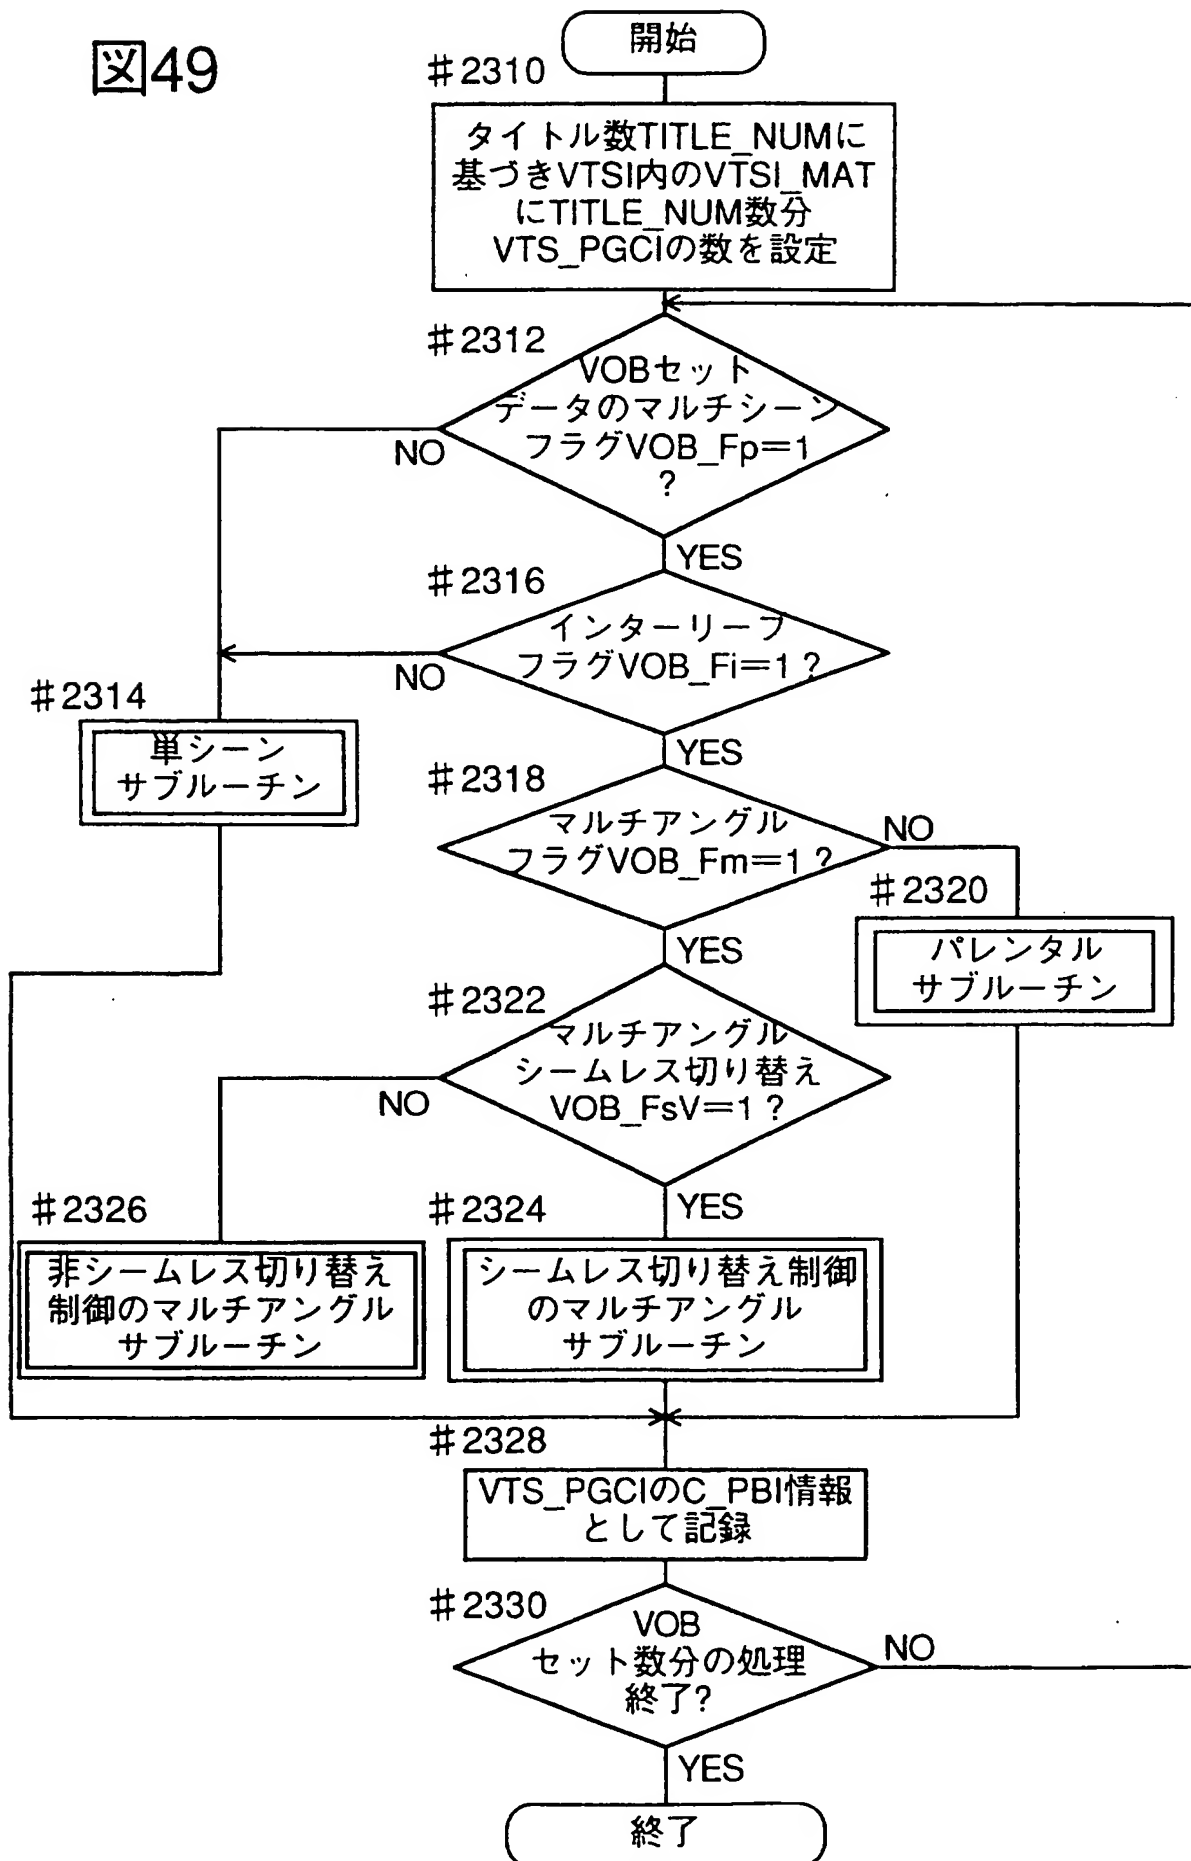 図49
開始
#2310
タイトル数TITLE_NUMに
基づきVTSI内のVTSI_MAT
にTITLE_NUM数分
VTS_PGCIの数を設定
#2312
VOBセット
データのマルチシーン
フラグVOB_Fp=1
?
NO
YES
#2316
インターリーブ
フラグVOB_Fi=1?
NO
YES
#2314
単シーン
サブルーチン
#2318
マルチアングル
フラグVOB_Fm=1?
NO
YES
#2320
パレンタル
サブルーチン
#2322
マルチアングル
シームレス切り替え
VOB_FsV=1?
NO
YES
#2326
非シームレス切り替え
制御のマルチアングル
サブルーチン
#2324
シームレス切り替え制御
のマルチアングル
サブルーチン
#2328
VTS_PGCIのC_PBI情報
として記録
#2330
VOB
セット数分の処理
終了?
NO
YES
終了